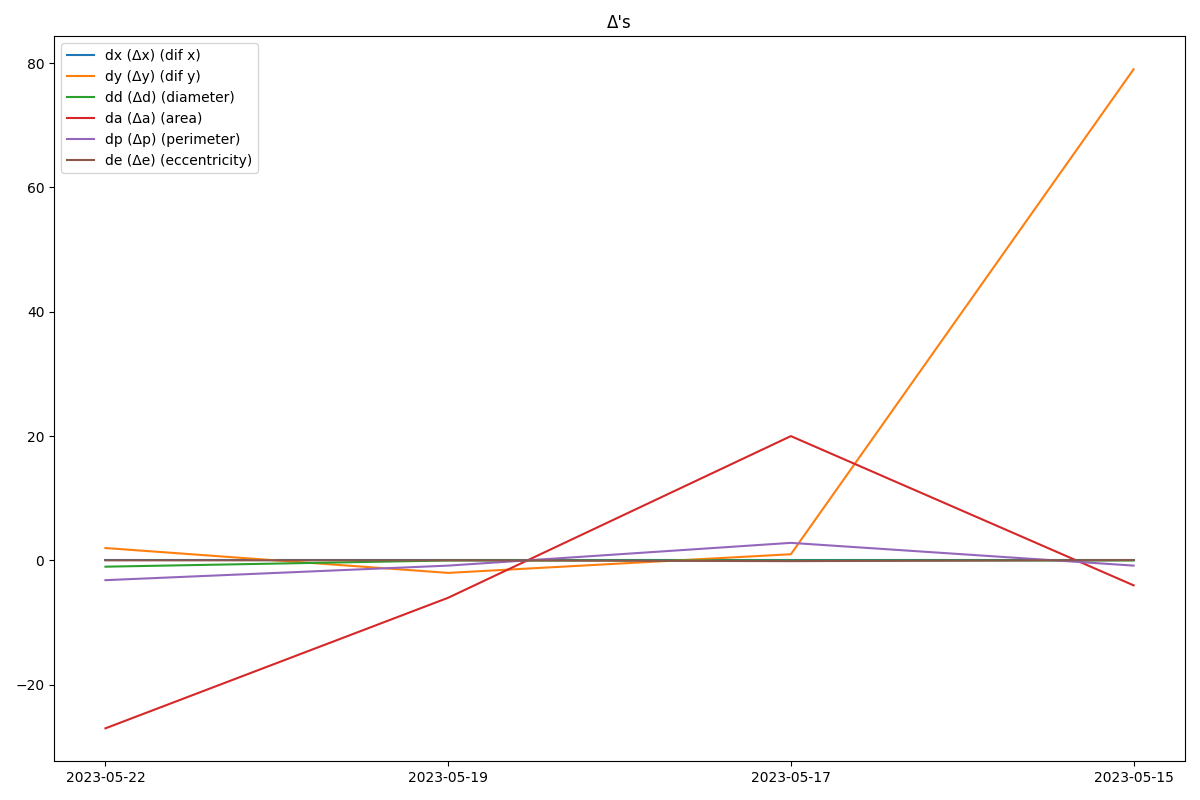 Δ's
dx (Δx) (dif x)
dy (Δy) (dif y)
dd (Δd) (diameter)
da (Δa) (area)
dp (Δp) (perimeter)
de (Δe) (eccentricity)
80
60
40
20
0
−20
2023-05-22
2023-05-19
2023-05-17
2023-05-15